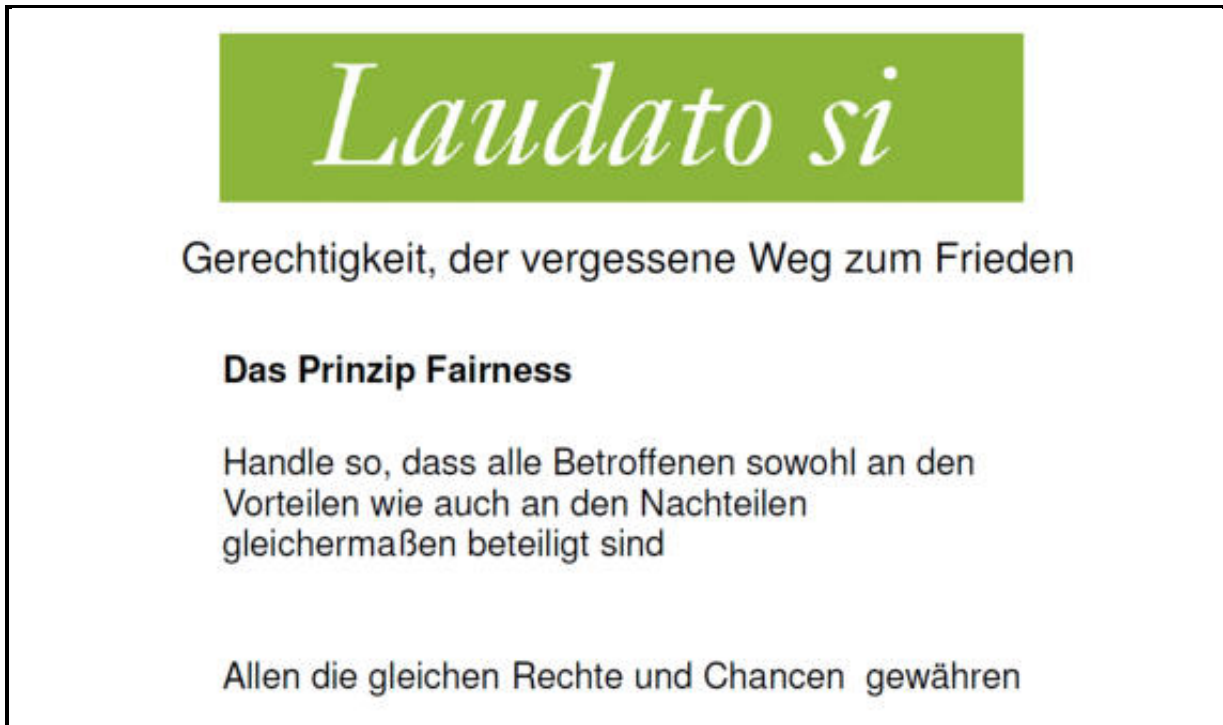 Laudato si
Gerechtigkeit, der vergessene Weg zum Frieden
Das Prinzip Fairness
Handle so, dass alle Betroffenen sowohl an den
Vorteilen wie auch an den Nachteilen
gleichermaßen beteiligt sind
Allen die gleichen Rechte und Chancen  gewähren